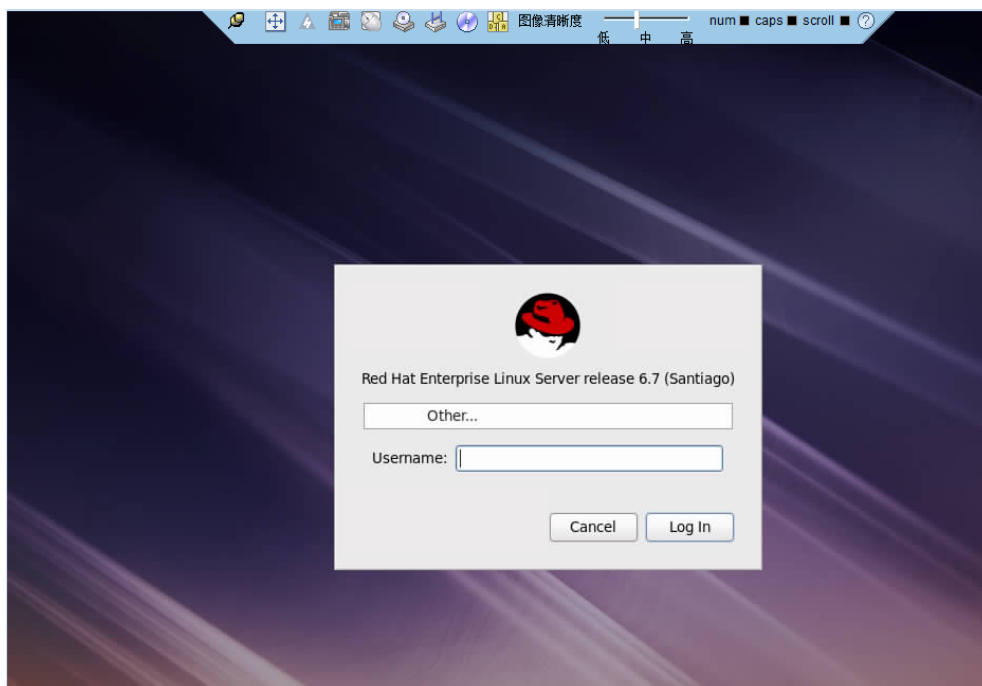 图像清晰度 num caps scroll ?
低 中 高
Red Hat Enterprise Linux Server release 6.7 (Santiago)
Other...
Username:
Cancel Log In